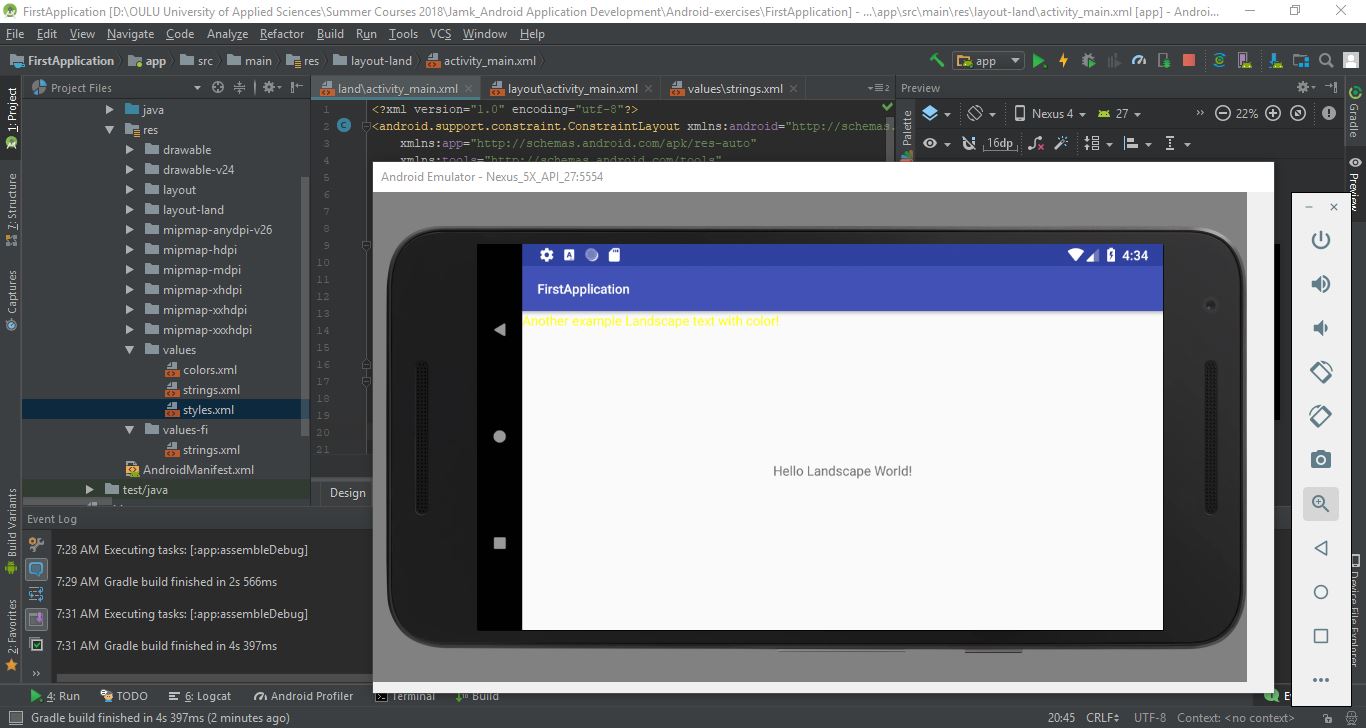 FirstApplication [D:\OULU University of Applied Sciences\Summer Courses 2018\Jamk_Android Application Development\Android-exercises\FirstApplication] - ...\app\src\main\res\layout-land\activity_main.xml [app] - Androi...
File Edit View Navigate Code Analyze Refactor Build Run Tools VCS Window Help
FirstApplication app src main res layout-land activity_main.xml
app
Project Files
land\activity_main.xml
layout\activity_main.xml
values\strings.xml
Preview
Nexus 4
27
22%
16dp
Palette
Gradle
Preview
1: Project
7: Structure
Captures
Build Variants
2: Favorites
java
res
drawable
drawable-v24
layout
layout-land
mipmap-anydpi-v26
mipmap-hdpi
mipmap-mdpi
mipmap-xhdpi
mipmap-xxhdpi
mipmap-xxxhdpi
values
colors.xml
strings.xml
styles.xml
values-fi
strings.xml
AndroidManifest.xml
test/java
1 <?xml version="1.0" encoding="utf-8"?>
2 <android.support.constraint.ConstraintLayout xmlns:android="http://schemas.
3 xmlns:app="http://schemas.android.com/apk/res-auto"
4 xmlns:tools="http://schemas.android.com/tools"
5
6
7
8
9
10
11
12
13
14
15
16
17
18
19
20
21
Design
Android Emulator - Nexus_5X_API_27:5554
4:34
FirstApplication
Another example Landscape text with color!
Hello Landscape World!
Event Log
7:28 AM Executing tasks: [:app:assembleDebug]
7:29 AM Gradle build finished in 2s 566ms
7:31 AM Executing tasks: [:app:assembleDebug]
7:31 AM Gradle build finished in 4s 397ms
Device File Explorer
4: Run TODO 6: Logcat Android Profiler Terminal Build
Gradle build finished in 4s 397ms (2 minutes ago)
20:45 CRLF UTF-8 Context: <no context>